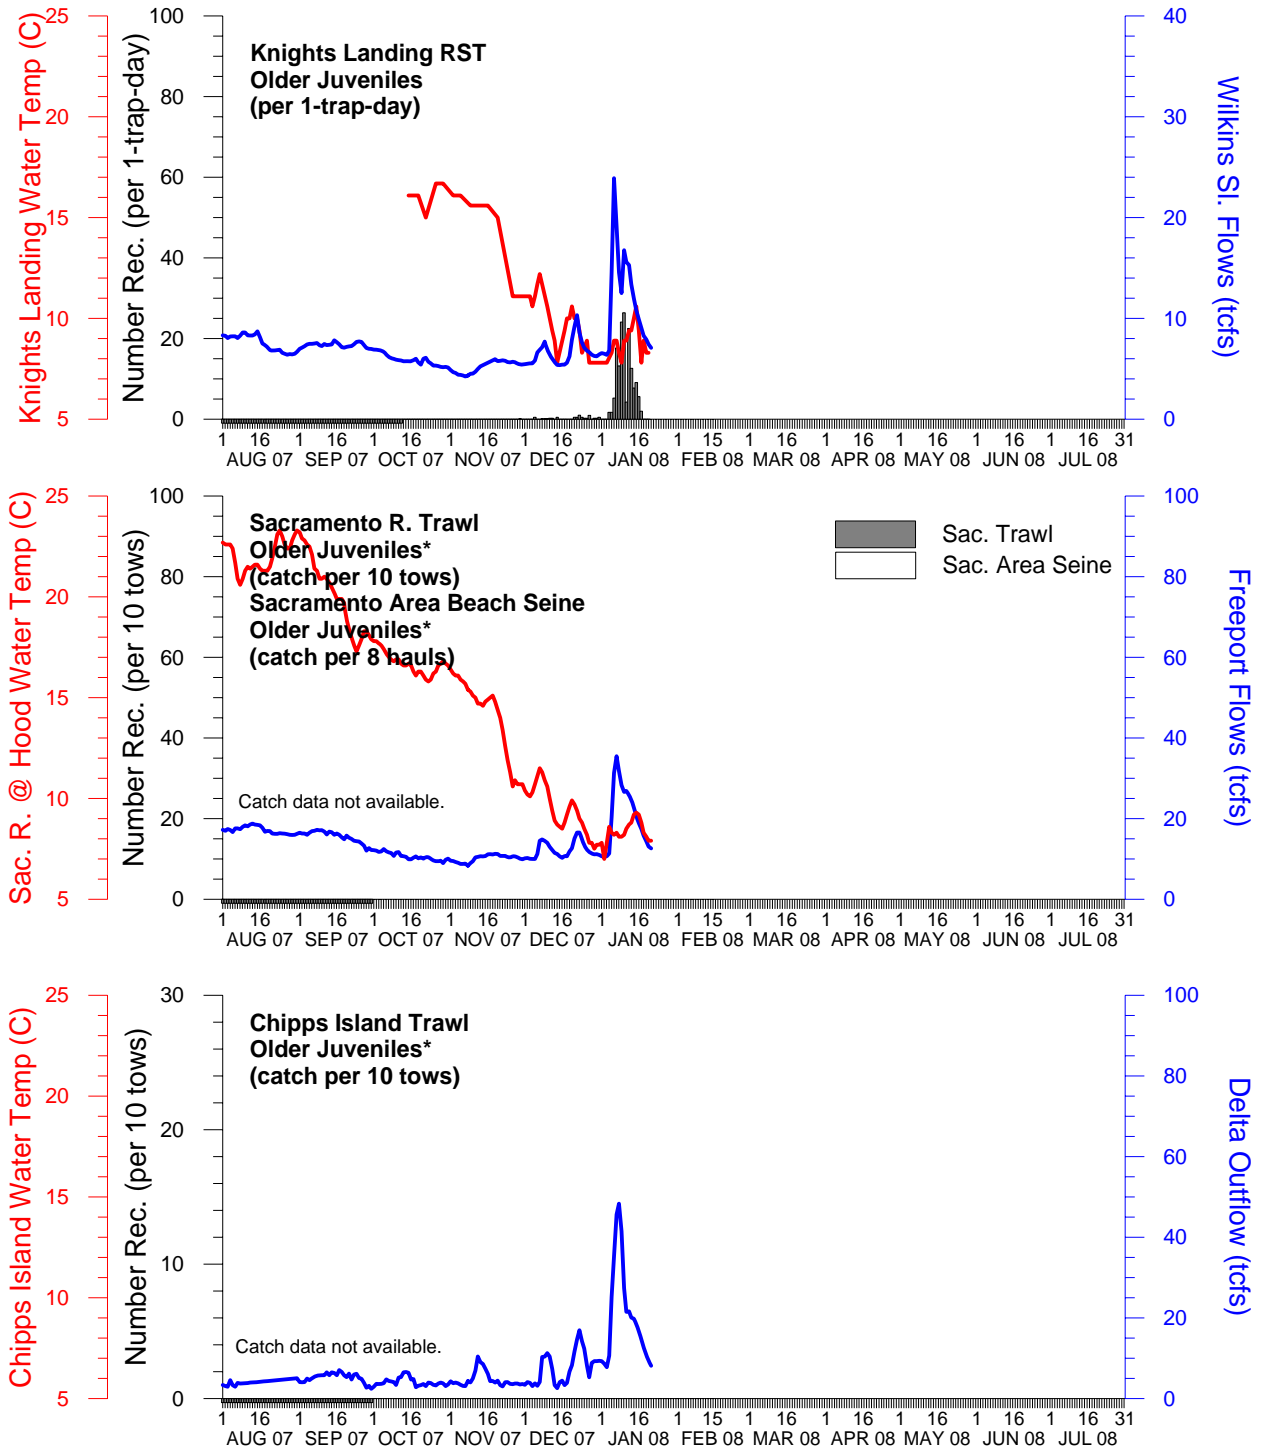 Knights Landing RST
Older Juveniles
(per 1-trap-day)
Knights Landing Water Temp (C)
25
20
15
10
5
Number Rec. (per 1-trap-day)
100
80
60
40
20
0
Wilkins Sl. Flows (tcfs)
40
30
20
10
0
1 16 1 16 1 16 1 16 1 16 1 16 1 15 1 16 1 16 1 16 1 16 1 16 31
AUG 07 SEP 07 OCT 07 NOV 07 DEC 07 JAN 08 FEB 08 MAR 08 APR 08 MAY 08 JUN 08 JUL 08
Sacramento R. Trawl
Older Juveniles*
(catch per 10 tows)
Sacramento Area Beach Seine
Older Juveniles*
(catch per 8 hauls)
Sac. Trawl
Sac. Area Seine
Catch data not available.
Sac. R. @ Hood Water Temp (C)
25
20
15
10
5
Number Rec. (per 10 tows)
100
80
60
40
20
0
Freeport Flows (tcfs)
100
80
60
40
20
0
1 16 1 16 1 16 1 16 1 16 1 16 1 15 1 16 1 16 1 16 1 16 1 16 31
AUG 07 SEP 07 OCT 07 NOV 07 DEC 07 JAN 08 FEB 08 MAR 08 APR 08 MAY 08 JUN 08 JUL 08
Chipps Island Trawl
Older Juveniles*
(catch per 10 tows)
Catch data not available.
Chipps Island Water Temp (C)
25
20
15
10
5
Number Rec. (per 10 tows)
30
20
10
0
Delta Outflow (tcfs)
100
80
60
40
20
0
1 16 1 16 1 16 1 16 1 16 1 16 1 15 1 16 1 16 1 16 1 16 1 16 31
AUG 07 SEP 07 OCT 07 NOV 07 DEC 07 JAN 08 FEB 08 MAR 08 APR 08 MAY 08 JUN 08 JUL 08